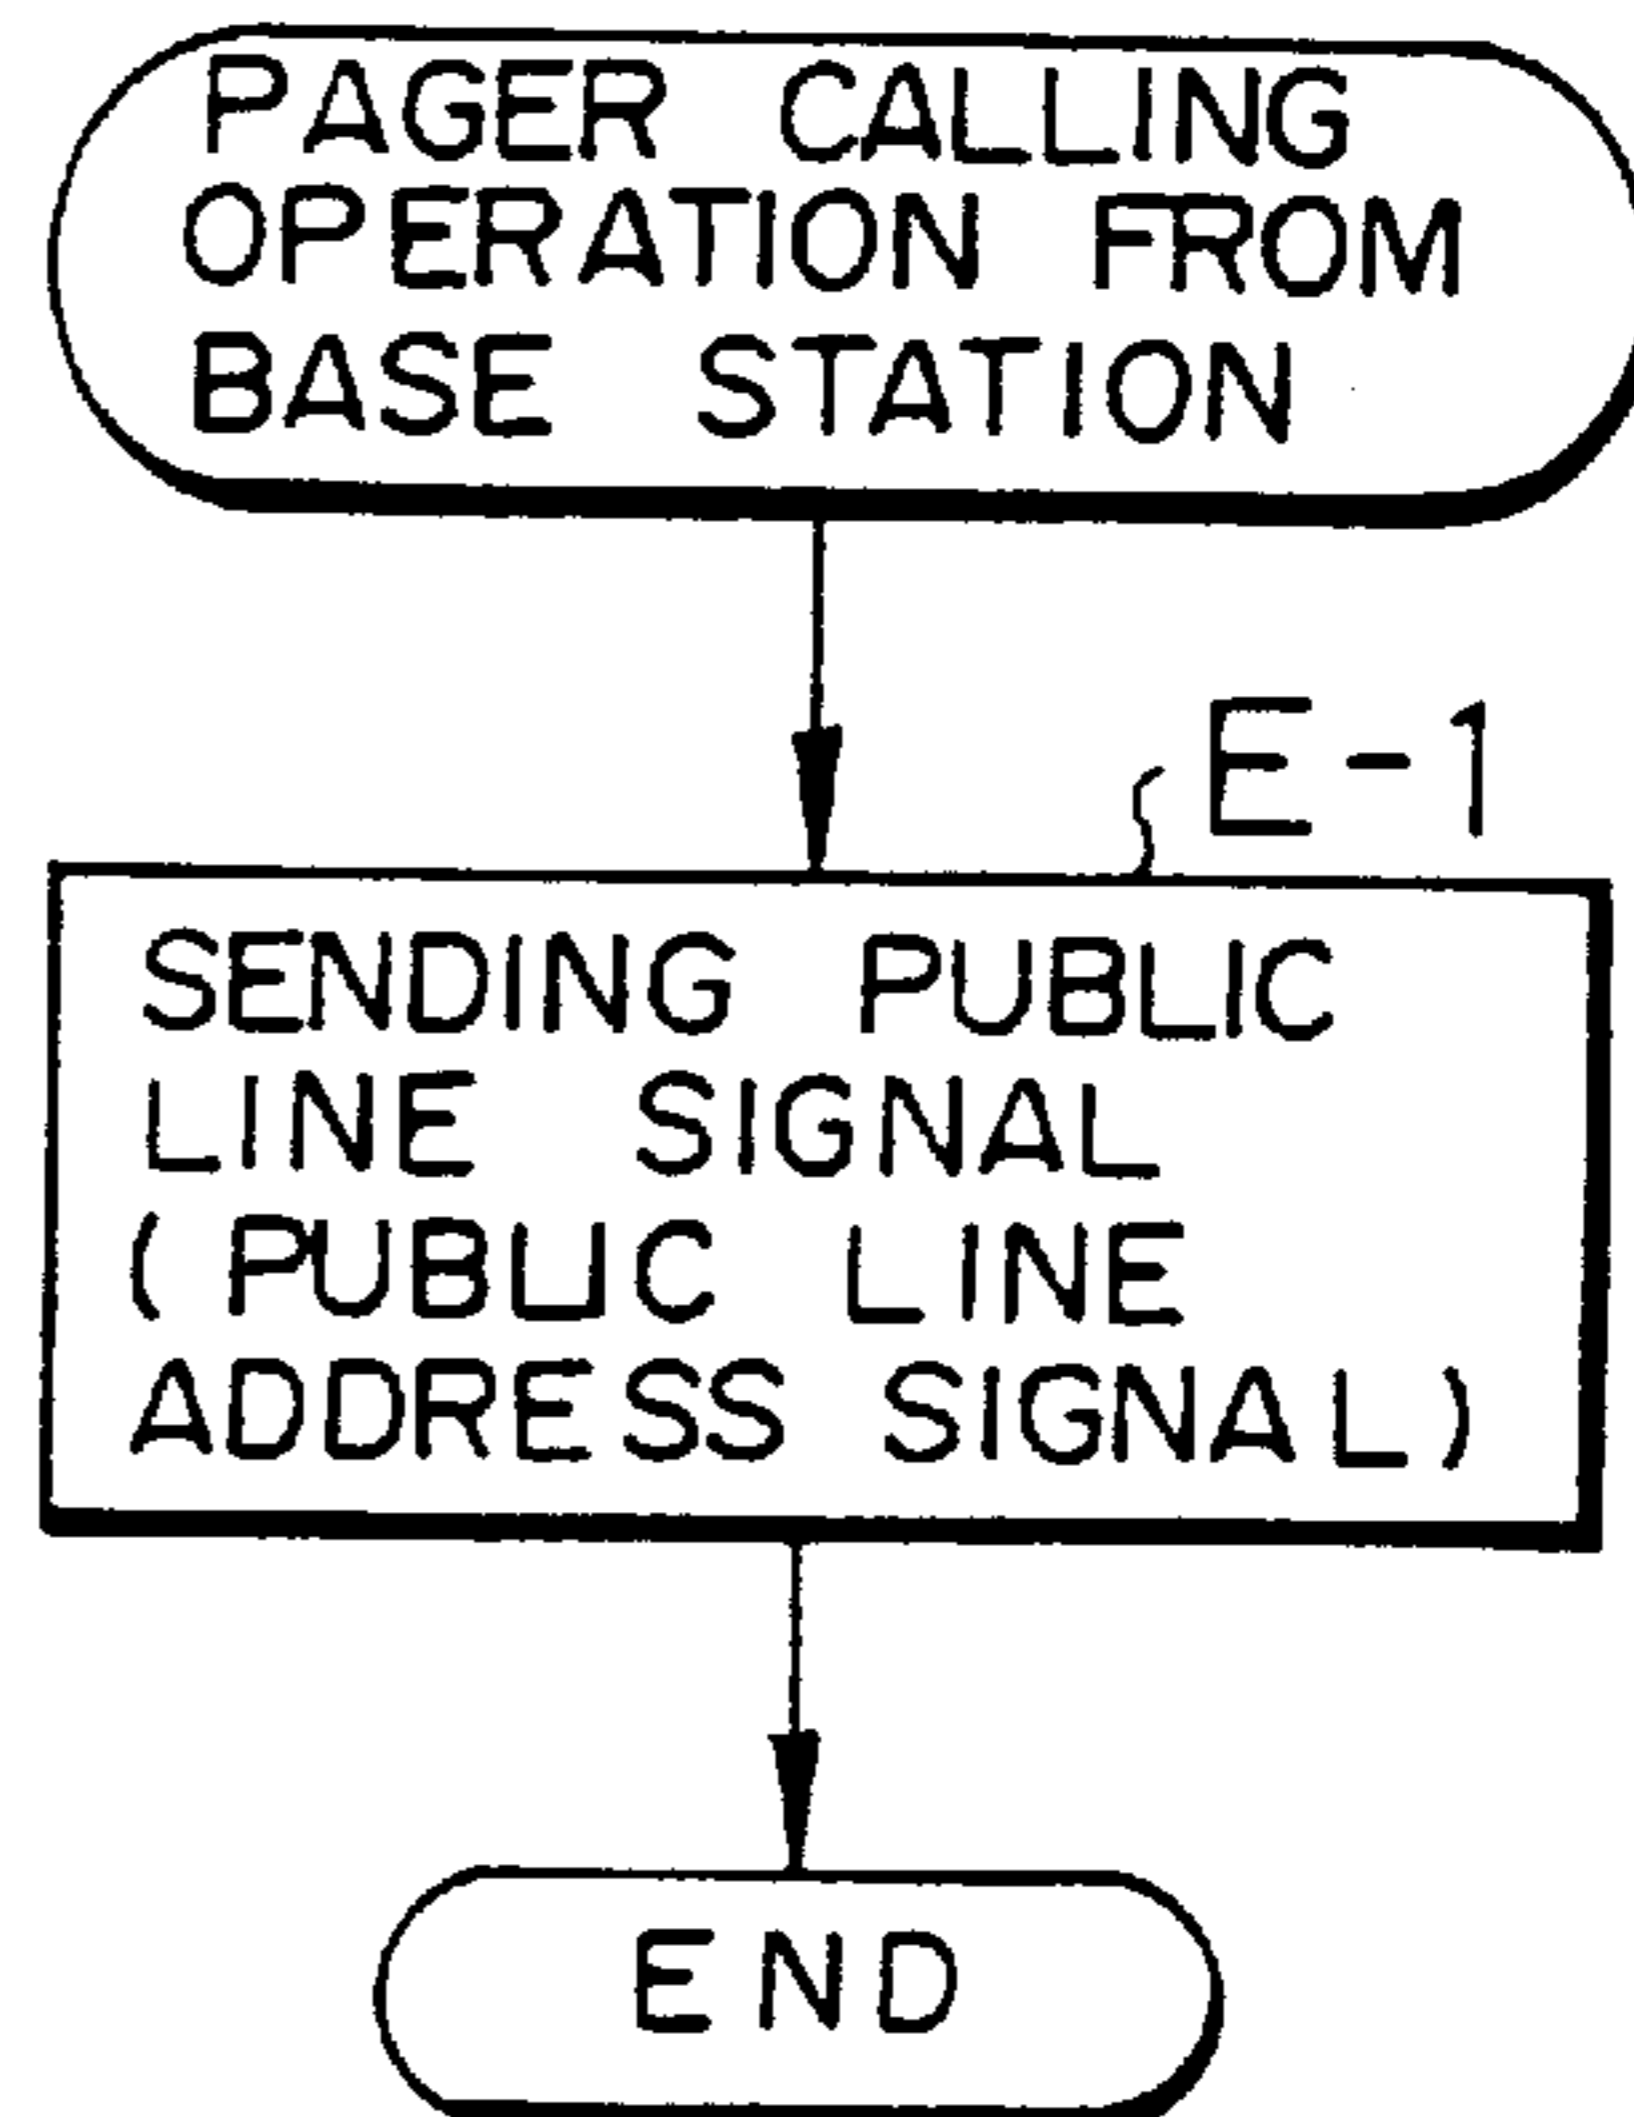 PAGER CALLING
OPERATION FROM
BASE STATION
E-1
SENDING PUBLIC
LINE SIGNAL
(PUBLIC LINE
ADDRESS SIGNAL)
END